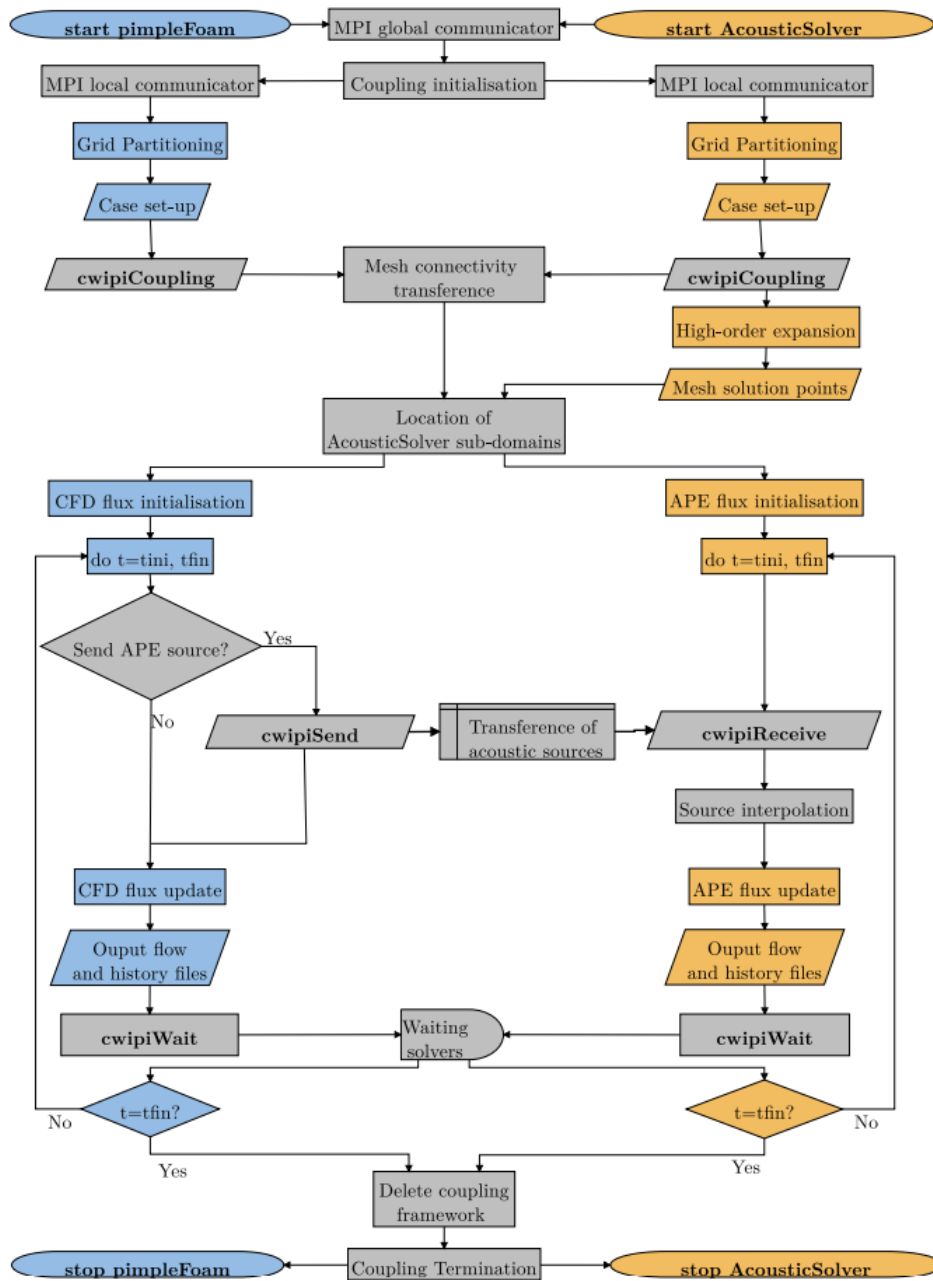 start pimpleFoam
MPI global communicator
start AcousticSolver
MPI local communicator
Coupling initialisation
MPI local communicator
Grid Partitioning
Grid Partitioning
Case set-up
Case set-up
cwipiCoupling
Mesh connectivity
transference
cwipiCoupling
High-order expansion
Mesh solution points
Location of
AcousticSolver sub-domains
CFD flux initialisation
APE flux initialisation
do t=tini, tfin
do t=tini, tfin
Send APE source?
Yes
No
cwipiSend
Transference of
acoustic sources
cwipiReceive
Source interpolation
CFD flux update
APE flux update
Ouput flow
and history files
Ouput flow
and history files
cwipiWait
Waiting
solvers
cwipiWait
t=tfin?
No
t=tfin?
No
Yes
Yes
Delete coupling
framework
stop pimpleFoam
Coupling Termination
stop AcousticSolver